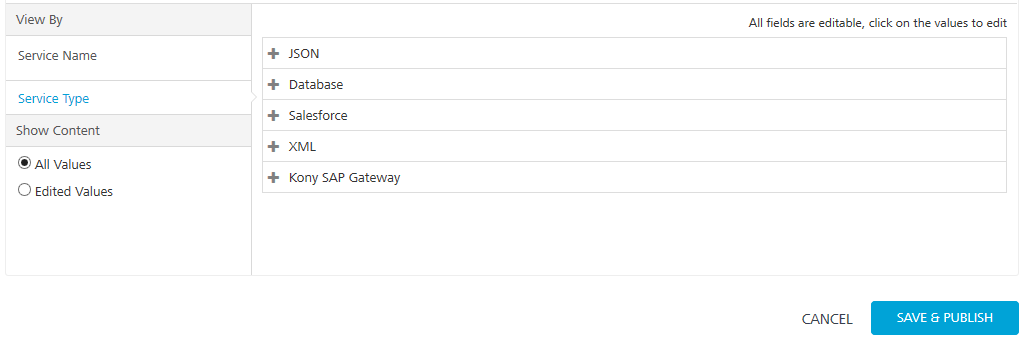 View By
Service Name
Service Type
Show Content
All Values
Edited Values
All fields are editable, click on the values to edit
JSON
Database
Salesforce
XML
Kony SAP Gateway
CANCEL
SAVE & PUBLISH